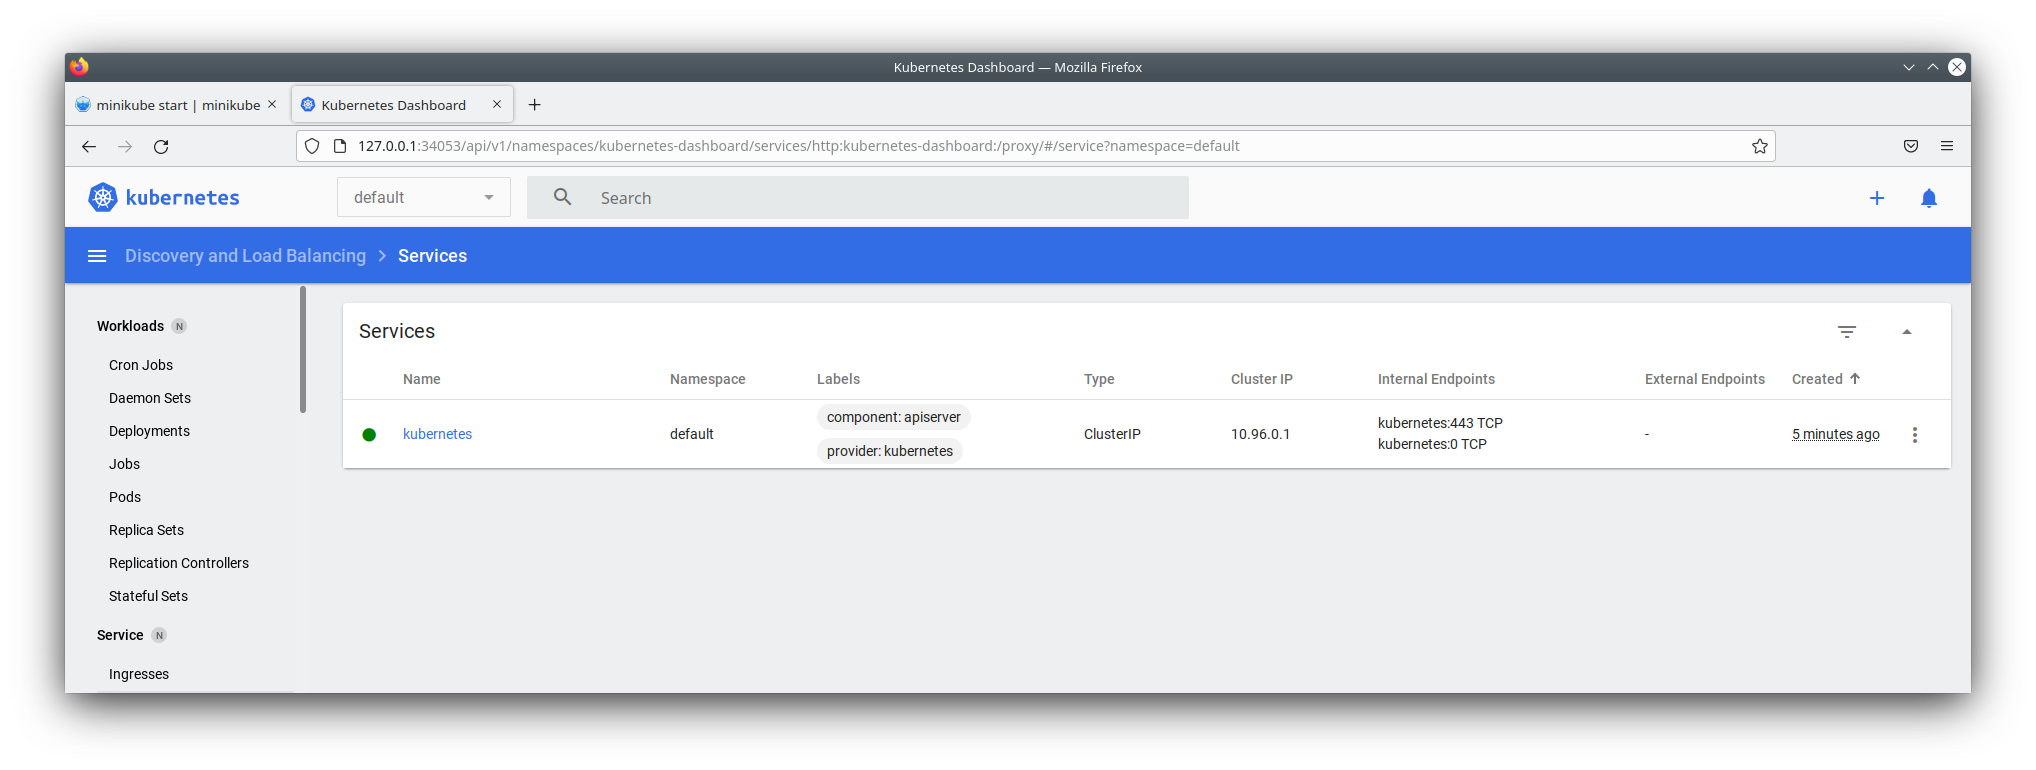 Kubernetes Dashboard — Mozilla Firefox
minikube start | minikube
Kubernetes Dashboard
127.0.0.1:34053/api/v1/namespaces/kubernetes-dashboard/services/http:kubernetes-dashboard:/proxy/#/service?namespace=default
kubernetes
default
Search
Discovery and Load Balancing
Services
Workloads N
Cron Jobs
Daemon Sets
Deployments
Jobs
Pods
Replica Sets
Replication Controllers
Stateful Sets
Service N
Ingresses
Services
Name Namespace Labels Type Cluster IP Internal Endpoints External Endpoints Created
kubernetes
default
component: apiserver
provider: kubernetes
ClusterIP
10.96.0.1
kubernetes:443 TCP
kubernetes:0 TCP
-
5 minutes ago